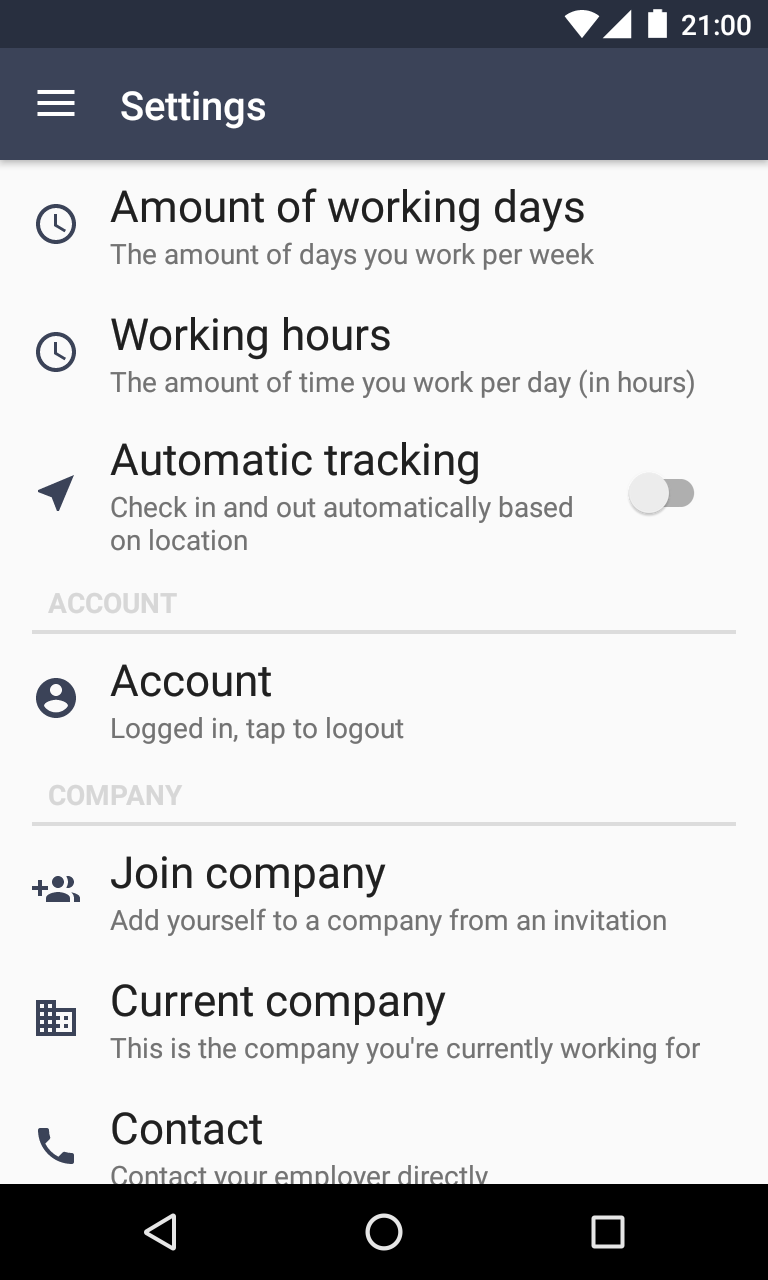 21:00
Settings
Amount of working days
The amount of days you work per week
Working hours
The amount of time you work per day (in hours)
Automatic tracking
Check in and out automatically based
on location
ACCOUNT
Account
Logged in, tap to logout
COMPANY
Join company
Add yourself to a company from an invitation
Current company
This is the company you're currently working for
Contact
Contact your employer directly